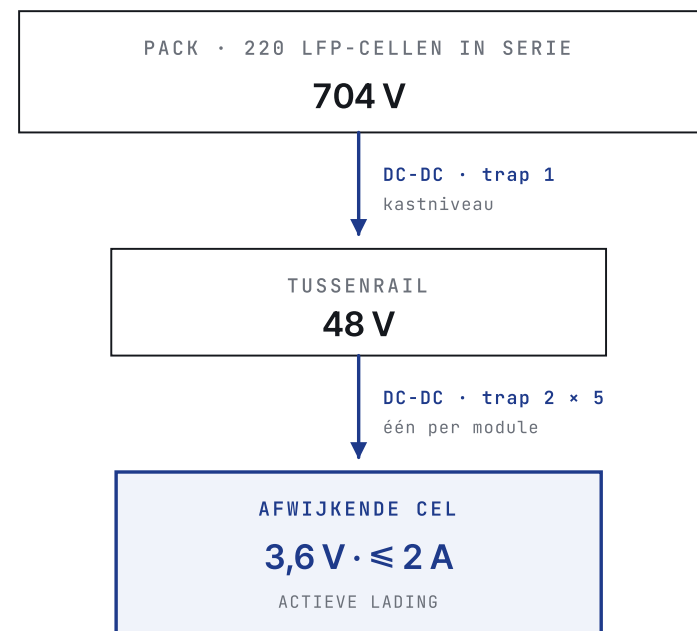 PACK · 220 LFP-CELLEN IN SERIE
704 V
DC-DC · trap 1
kastniveau
TUSSENRAIL
48 V
DC-DC · trap 2 × 5
één per module
AFWIJKENDE CEL
3,6 V · ⩽ 2 A
ACTIEVE LADING